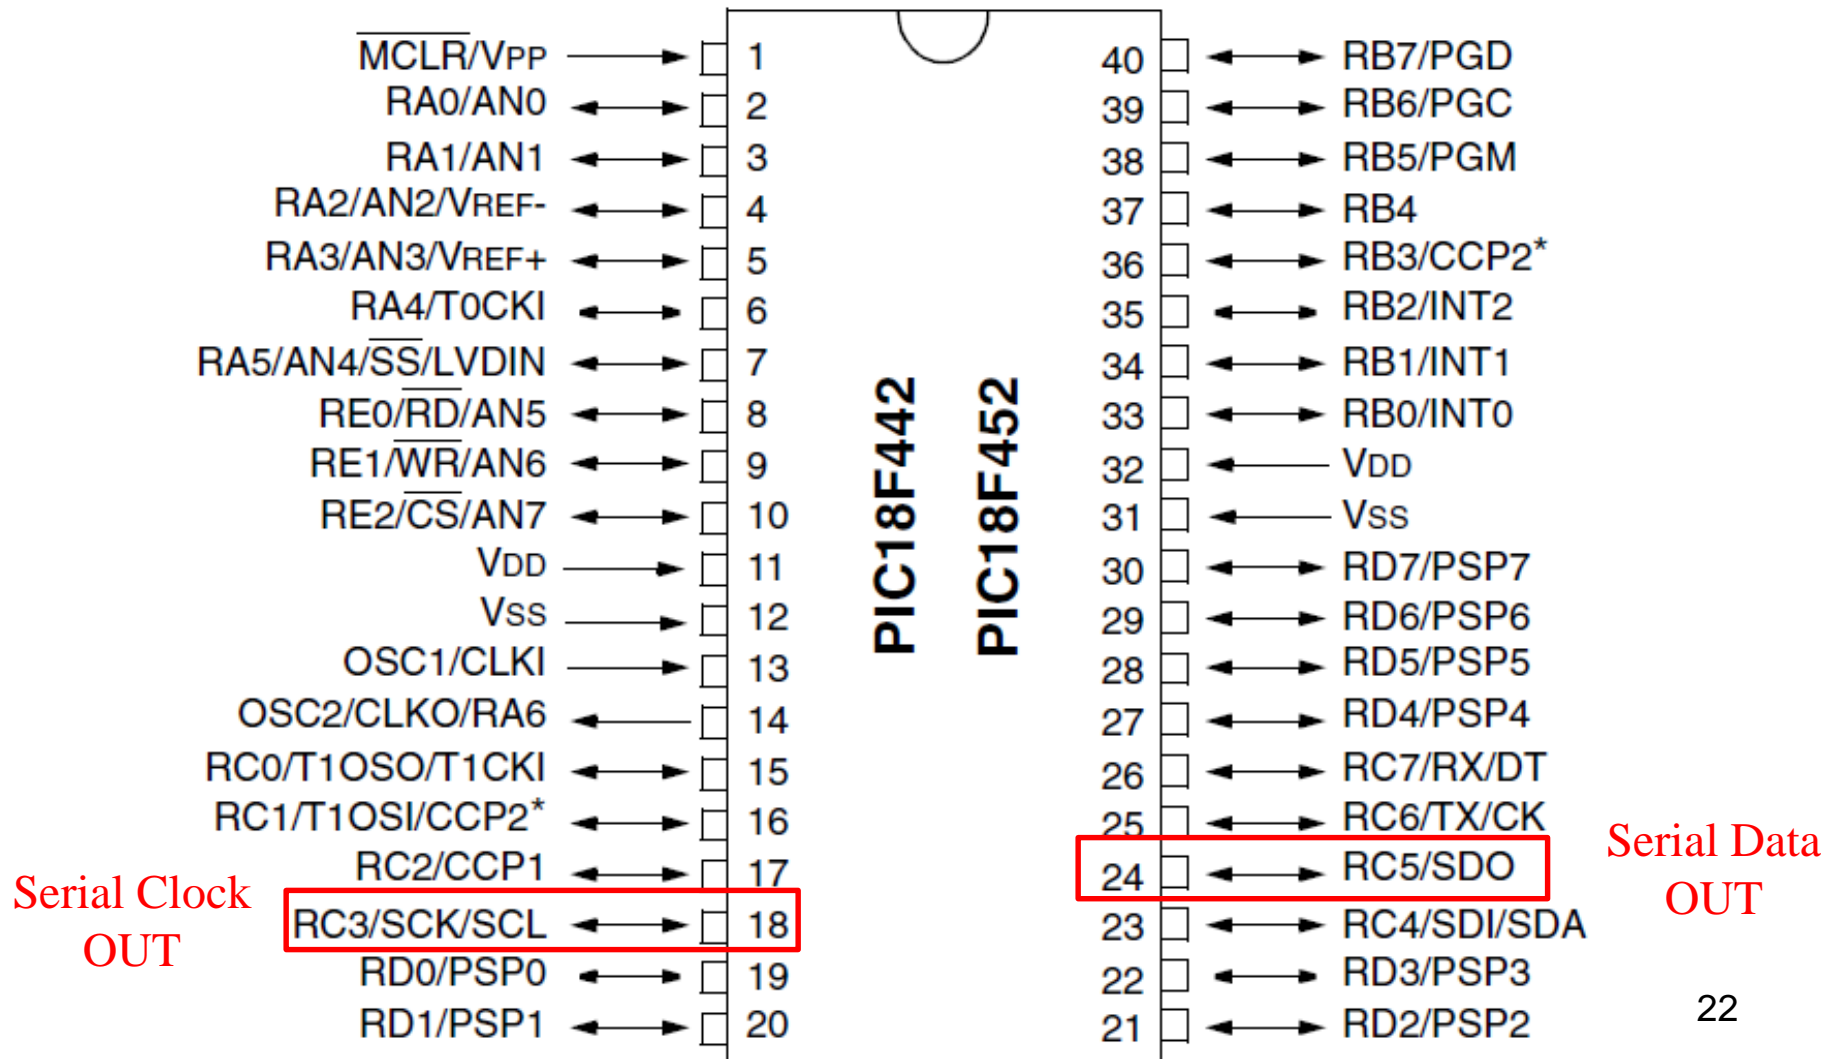 MCLR/VPP 1
RA0/AN0 2
RA1/AN1 3
RA2/AN2/VREF- 4
RA3/AN3/VREF+ 5
RA4/T0CKI 6
RA5/AN4/SS/LVDIN 7
RE0/RD/AN5 8
RE1/WR/AN6 9
RE2/CS/AN7 10
VDD 11
VSS 12
OSC1/CLKI 13
OSC2/CLKO/RA6 14
RC0/T1OSO/T1CKI 15
RC1/T1OSI/CCP2* 16
RC2/CCP1 17
RC3/SCK/SCL 18
RD0/PSP0 19
RD1/PSP1 20
Serial Clock
OUT
PIC18F442
PIC18F452
40 RB7/PGD
39 RB6/PGC
38 RB5/PGM
37 RB4
36 RB3/CCP2*
35 RB2/INT2
34 RB1/INT1
33 RB0/INT0
32 VDD
31 VSS
30 RD7/PSP7
29 RD6/PSP6
28 RD5/PSP5
27 RD4/PSP4
26 RC7/RX/DT
25 RC6/TX/CK
24 RC5/SDO
23 RC4/SDI/SDA
22 RD3/PSP3
21 RD2/PSP2
Serial Data
OUT
22